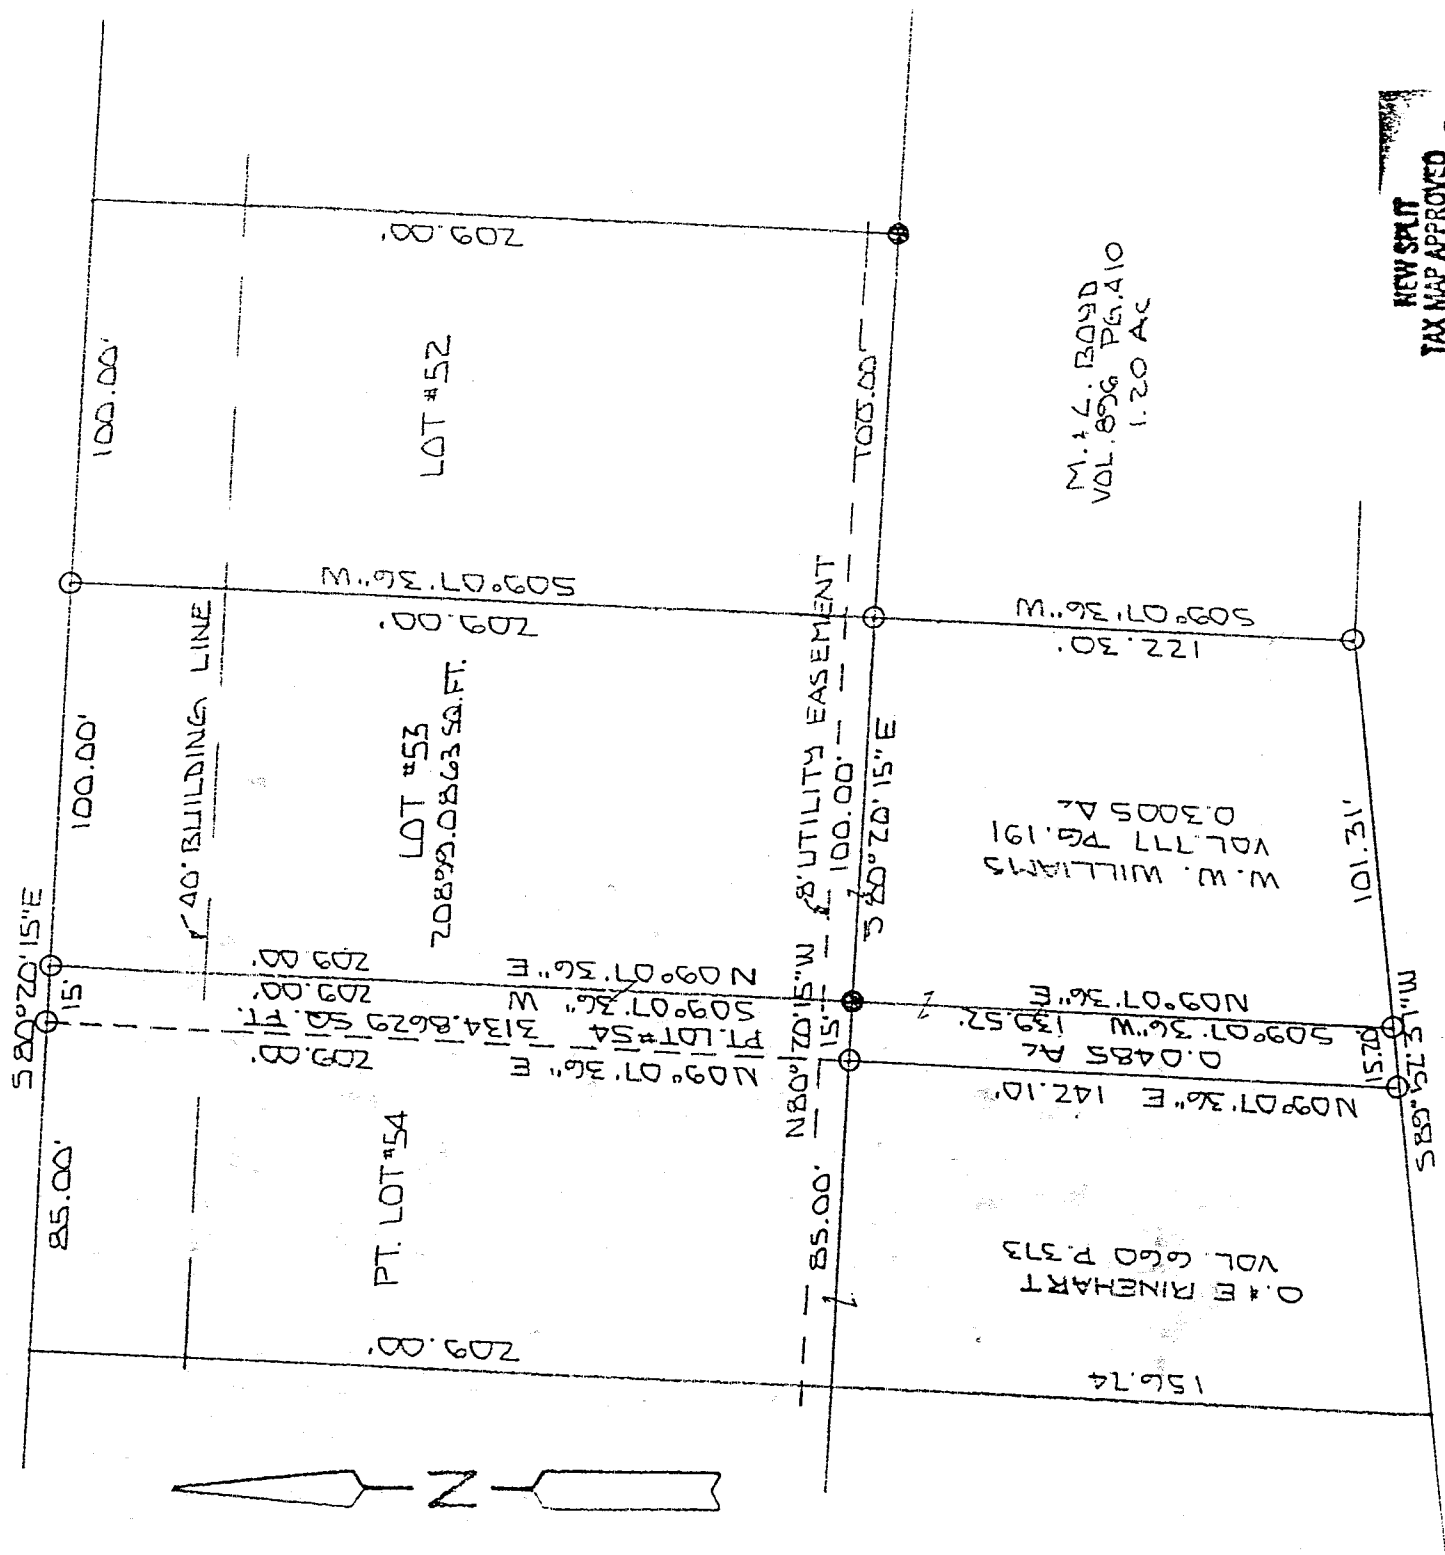 S 80°20'15"E
85.00'
15'
100.00'
100.00'
40' BUILDING LINE
209.00'
PT. LOT #54
N09°07'36"E
209.00'
PT. LOT #54 3134.8629 SQ. FT.
S09°07'36"W
209.00'
N09°07'36"E
209.00'
LOT #53
20899.0863 SQ. FT.
209.00'
S09°07'36"W
LOT #52
209.00'
8' UTILITY EASEMENT
85.00'
N80°20'15"W
15'
100.00'
100.00'
S 80°20'15"E
156.74
O. & E RINEHART
VOL. 660 P. 373
N09°07'36"E 142.10'
0.0485 Ac
S09°07'36"W 139.52'
N09°07'36"E
W. W. WILLIAMS
VOL. 777 PG. 191
0.3005 Ac
122.30'
S09°07'36"W
M. & L. BOYD
VOL. 896 PG. 410
1.20 AC
15.20'
101.31'
N
NEW SPLIT
TAX MAP APPROVED